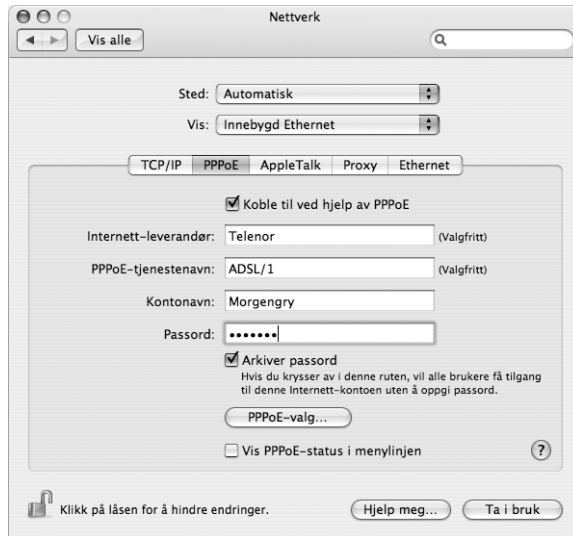 Nettverk
Vis alle
Sted: Automatisk
Vis: Innebygd Ethernet
TCP/IP PPPoE AppleTalk Proxy Ethernet
Koble til ved hjelp av PPPoE
Internett-leverandør: Telenor (Valgfritt)
PPPoE-tjenestenavn: ADSL/1 (Valgfritt)
Kontonavn: Morgengry
Passord: •••••••
Arkiver passord
Hvis du krysser av i denne ruten, vil alle brukere få tilgang
til denne Internett-kontoen uten å oppgi passord.
PPPoE-valg...
Vis PPPoE-status i menylinjen
?
Klikk på låsen for å hindre endringer.
Hjelp meg... Ta i bruk